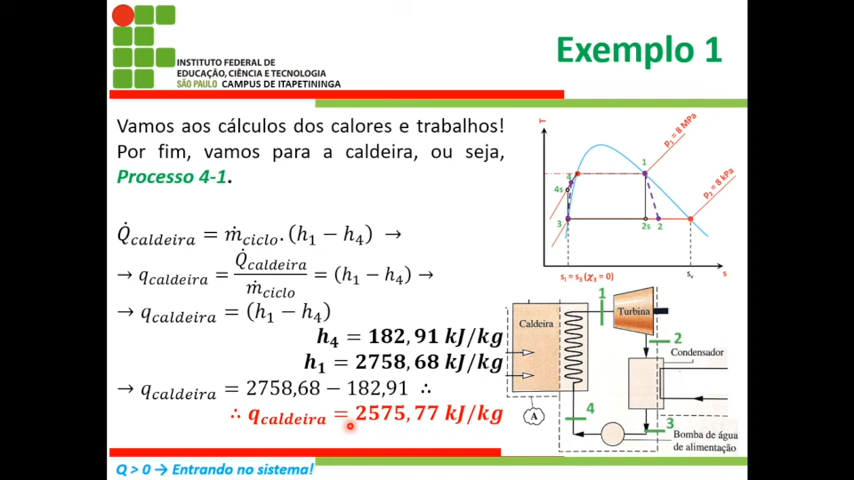 INSTITUTO FEDERAL DE
EDUCAÇÃO, CIÊNCIA E TECNOLOGIA
SÃO PAULO CAMPUS DE ITAPETININGA
Exemplo 1
Vamos aos cálculos dos calores e trabalhos!
Por fim, vamos para a caldeira, ou seja,
Processo 4-1.
Q̇caldeira = ṁciclo.(h1 − h4) →
→ qcaldeira = Q̇caldeira / ṁciclo = (h1 − h4) →
→ qcaldeira = (h1 − h4)
h4 = 182,91 kJ/kg
h1 = 2758,68 kJ/kg
→ qcaldeira = 2758,68 − 182,91 ∴
∴ qcaldeira = 2575,77 kJ/kg
Q > 0 → Entrando no sistema!
T
P1 = 8 MPa
1
4
4s
P2 = 8 kPa
3
2s 2
s
sl = s3 (χ3 = 0)
sv
1
Caldeira
Turbina
2
Condensador
4
A
3
Bomba de água
de alimentação